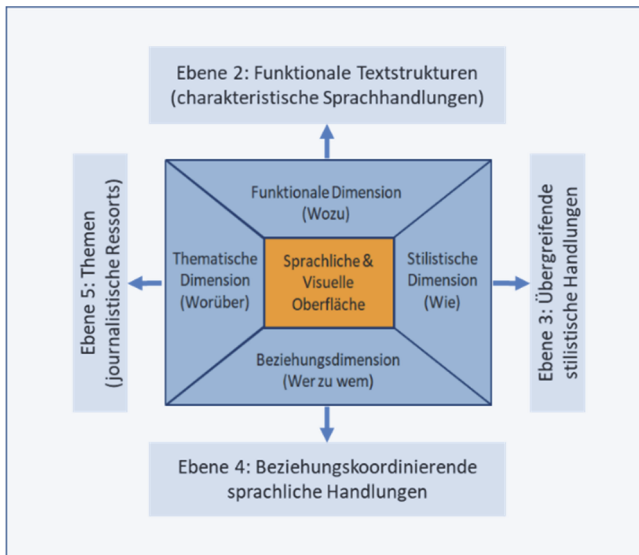 Ebene 2: Funktionale Textstrukturen
(charakteristische Sprachhandlungen)
Funktionale Dimension
(Wozu)
Ebene 5: Themen
(journalistische Ressorts)
Thematische
Dimension
(Worüber)
Sprachliche &
Visuelle
Oberfläche
Stilistische
Dimension
(Wie)
Ebene 3: Übergreifende
stilistische Handlungen
Beziehungsdimension
(Wer zu wem)
Ebene 4: Beziehungskoordinierende
sprachliche Handlungen